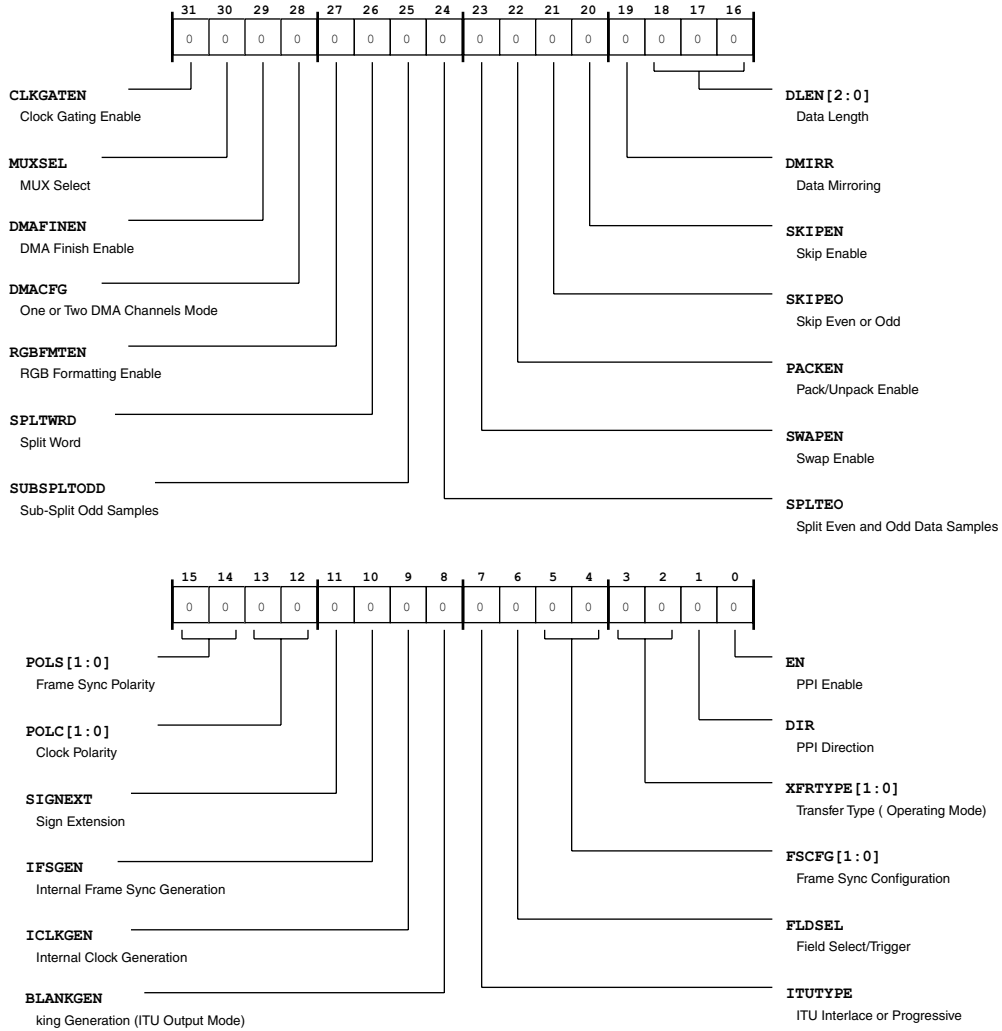 31 30 29 28 27 26 25 24 23 22 21 20 19 18 17 16
0 0 0 0 0 0 0 0 0 0 0 0 0 0 0 0
CLKGATEN
Clock Gating Enable
MUXSEL
MUX Select
DMAFINEN
DMA Finish Enable
DMACFG
One or Two DMA Channels Mode
RGBFMTEN
RGB Formatting Enable
SPLTWRD
Split Word
SUBSPLTODD
Sub-Split Odd Samples
DLEN[2:0]
Data Length
DMIRR
Data Mirroring
SKIPEN
Skip Enable
SKIPEO
Skip Even or Odd
PACKEN
Pack/Unpack Enable
SWAPEN
Swap Enable
SPLTEO
Split Even and Odd Data Samples
15 14 13 12 11 10 9 8 7 6 5 4 3 2 1 0
0 0 0 0 0 0 0 0 0 0 0 0 0 0 0 0
POLS[1:0]
Frame Sync Polarity
POLC[1:0]
Clock Polarity
SIGNEXT
Sign Extension
IFSGEN
Internal Frame Sync Generation
ICLKGEN
Internal Clock Generation
BLANKGEN
king Generation (ITU Output Mode)
EN
PPI Enable
DIR
PPI Direction
XFRTYPE[1:0]
Transfer Type ( Operating Mode)
FSCFG[1:0]
Frame Sync Configuration
FLDSEL
Field Select/Trigger
ITUTYPE
ITU Interlace or Progressive